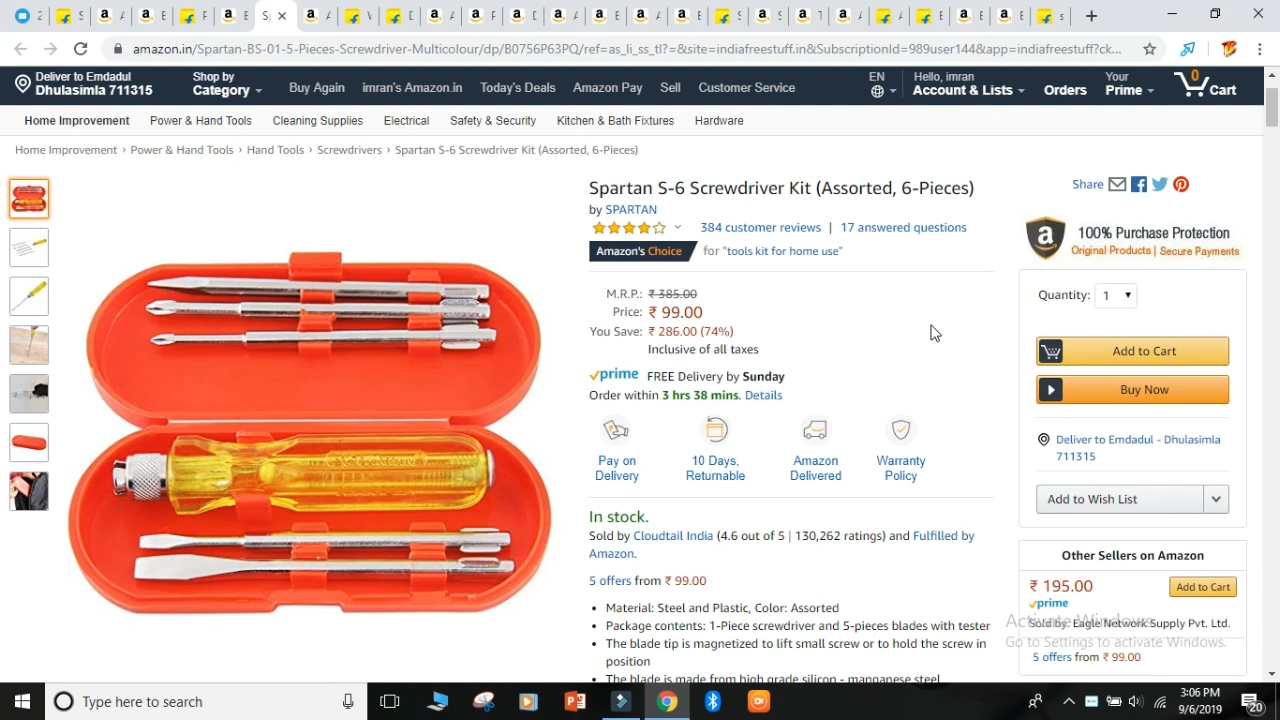 amazon.in/Spartan-BS-01-5-Pieces-Screwdriver-Multicolour/dp/B0756P63PQ/ref=as_li_ss_tl?=&site=indiafreestuff.in&SubscriptionId=989user144&app=indiafreestuff?ck...
Deliver to Emdadul
Dhulasimla 711315
Shop by
Category
Buy Again
imran's Amazon.in
Today's Deals
Amazon Pay
Sell
Customer Service
EN
Hello, imran
Account & Lists
Orders
Your
Prime
0
Cart
Home Improvement
Power & Hand Tools
Cleaning Supplies
Electrical
Safety & Security
Kitchen & Bath Fixtures
Hardware
Home Improvement › Power & Hand Tools › Hand Tools › Screwdrivers › Spartan S-6 Screwdriver Kit (Assorted, 6-Pieces)
Spartan S-6 Screwdriver Kit (Assorted, 6-Pieces)
by SPARTAN
384 customer reviews | 17 answered questions
Amazon's Choice for "tools kit for home use"
M.R.P.: ₹ 385.00
Price: ₹ 99.00
You Save: ₹ 286.00 (74%)
Inclusive of all taxes
prime FREE Delivery by Sunday
Order within 3 hrs 38 mins. Details
Pay on
Delivery
10 Days,
Returnable
Amazon
Delivered
Warranty
Policy
In stock.
Sold by Cloudtail India (4.6 out of 5 | 130,262 ratings) and Fulfilled by
Amazon.
5 offers from ₹ 99.00
• Material: Steel and Plastic, Color: Assorted
• Package contents: 1-Piece screwdriver and 5-pieces blades with tester
• The blade tip is magnetized to lift small screw or to hold the screw in
position
• The blade is made from high grade silicon - manganese steel
Share
100% Purchase Protection
Original Products | Secure Payments
Quantity: 1
Add to Cart
Buy Now
Deliver to Emdadul - Dhulasimla
711315
Add to Wish List
Other Sellers on Amazon
₹ 195.00
Add to Cart
prime
Sold by: Eagle Network Supply Pvt. Ltd.
5 offers from ₹ 99.00
Activate Windows
Go to Settings to activate Windows.
Type here to search
3:06 PM
9/6/2019
20